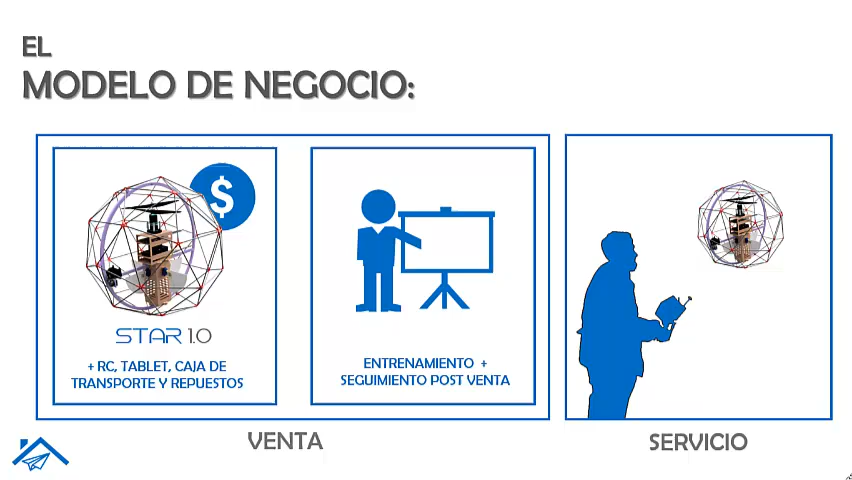 EL
MODELO DE NEGOCIO:
$
STAR 1.0
+ RC, TABLET, CAJA DE
TRANSPORTE Y REPUESTOS
ENTRENAMIENTO +
SEGUIMIENTO POST VENTA
VENTA
SERVICIO